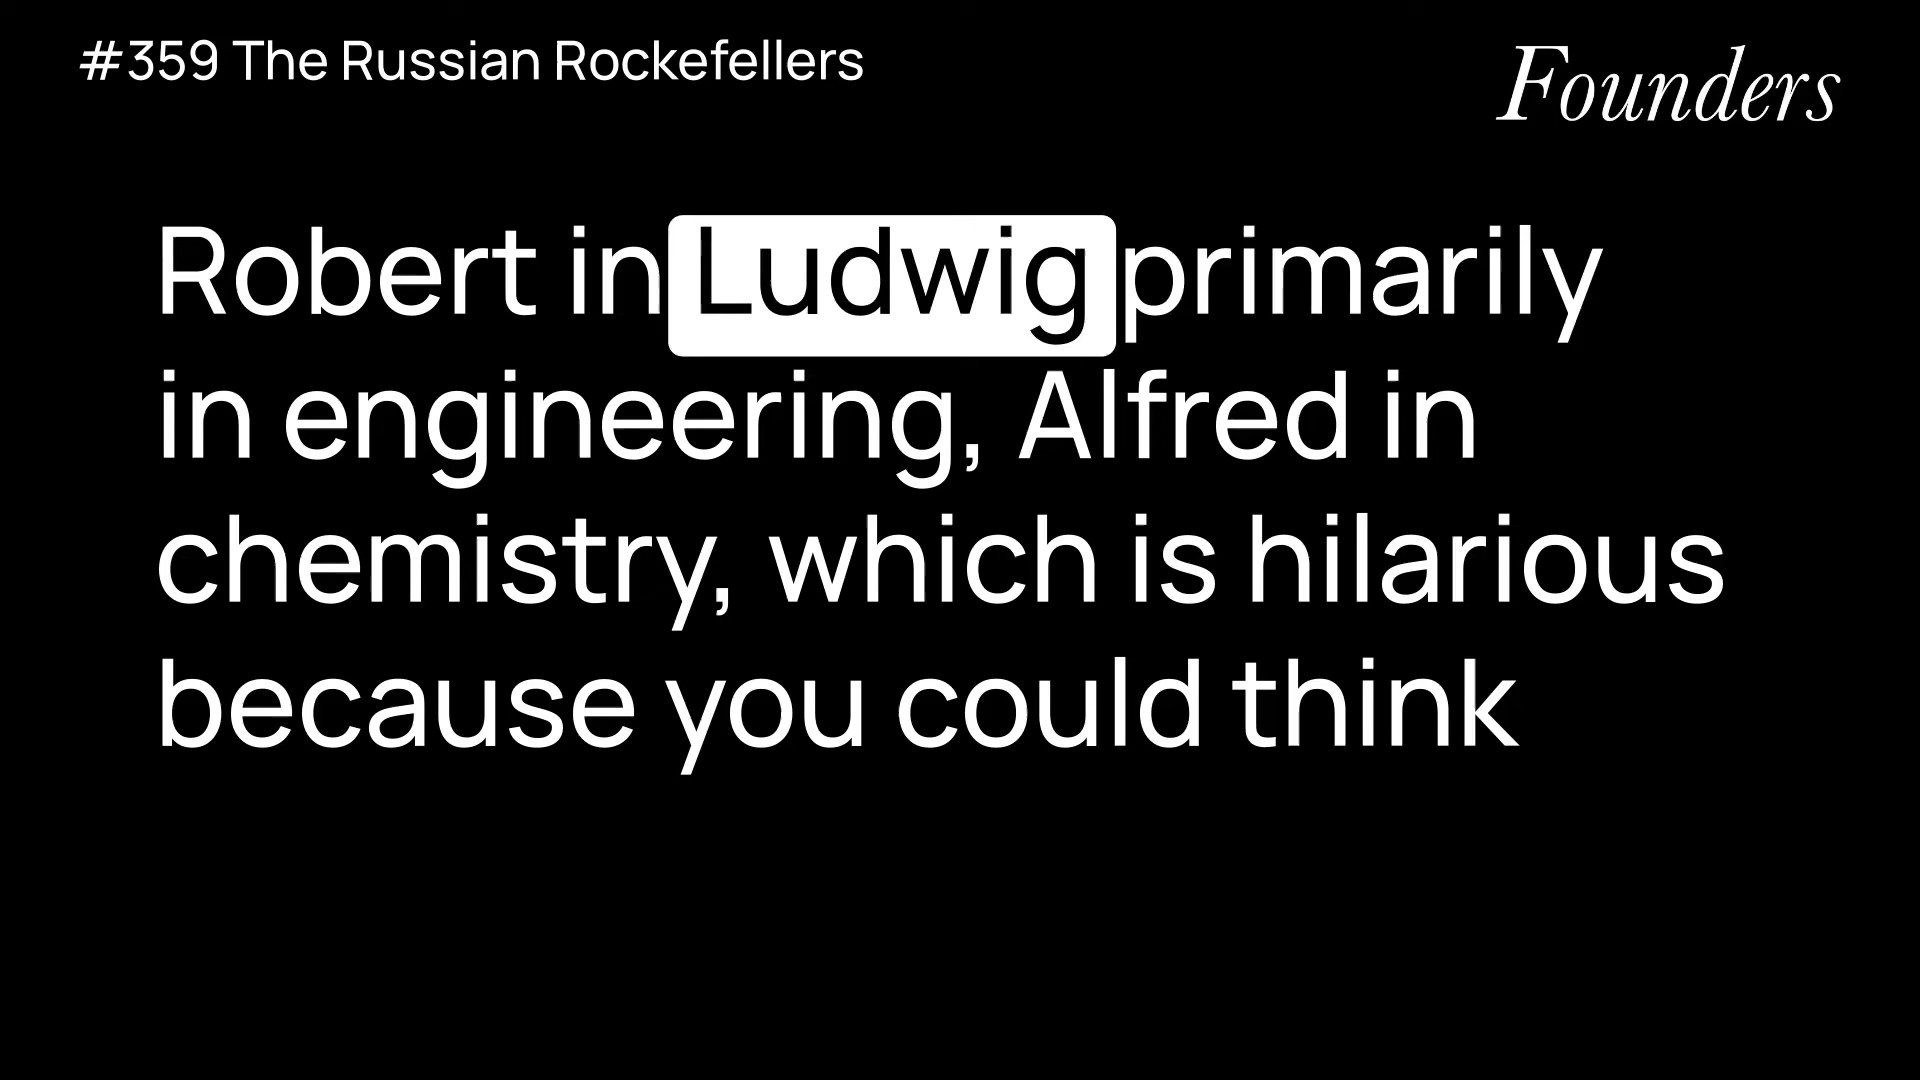 #359 The Russian Rockefellers
Founders
Robert in Ludwig primarily
in engineering, Alfred in
chemistry, which is hilarious
because you could think